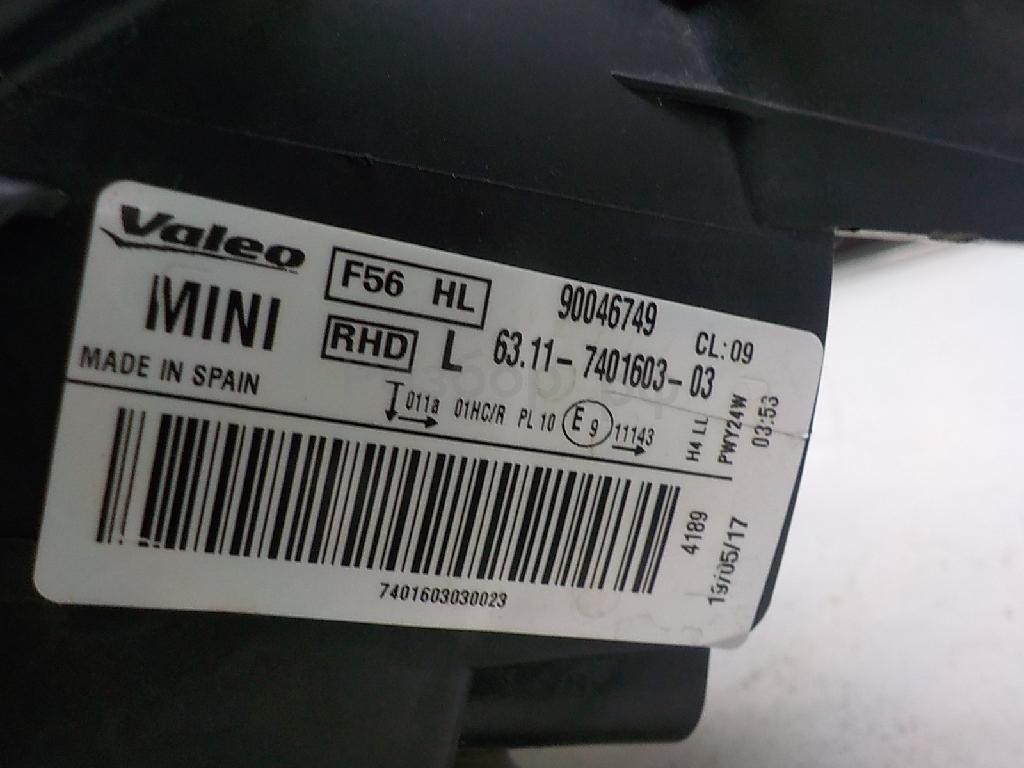 Valeo
MINI
MADE IN SPAIN
F56 HL
RHD L
90046749
63.11-7401603-03
CL:09
011a 01HC/R PL 10 E9 11143
H4 LL
PWY24W
03:53
4189
19/05/17
7401603030023